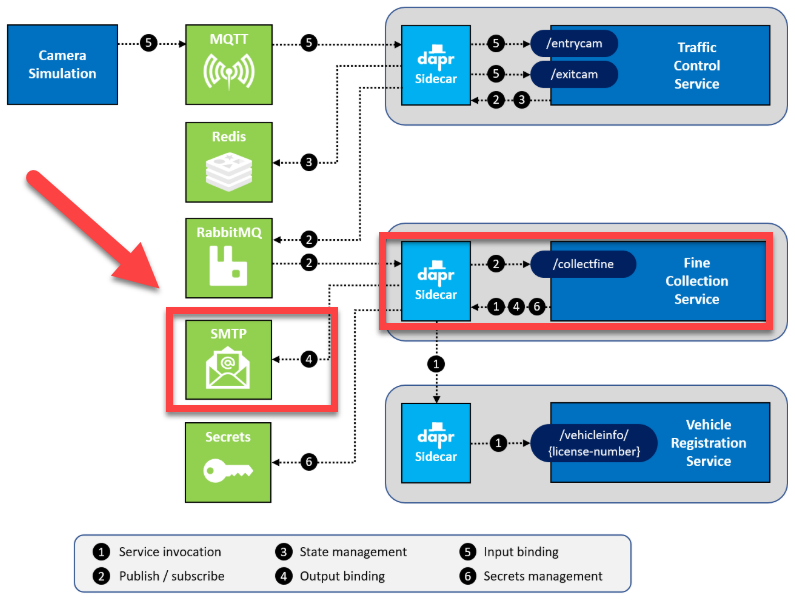 Camera
Simulation
5
MQTT
5
dapr
Sidecar
5
/entrycam
5
/exitcam
2
3
Traffic
Control
Service
Redis
3
RabbitMQ
2
2
dapr
Sidecar
2
/collectfine
1
4
6
Fine
Collection
Service
SMTP
@
4
1
Secrets
6
dapr
Sidecar
1
/vehicleinfo/
{license-number}
Vehicle
Registration
Service
1 Service invocation
3 State management
5 Input binding
2 Publish / subscribe
4 Output binding
6 Secrets management